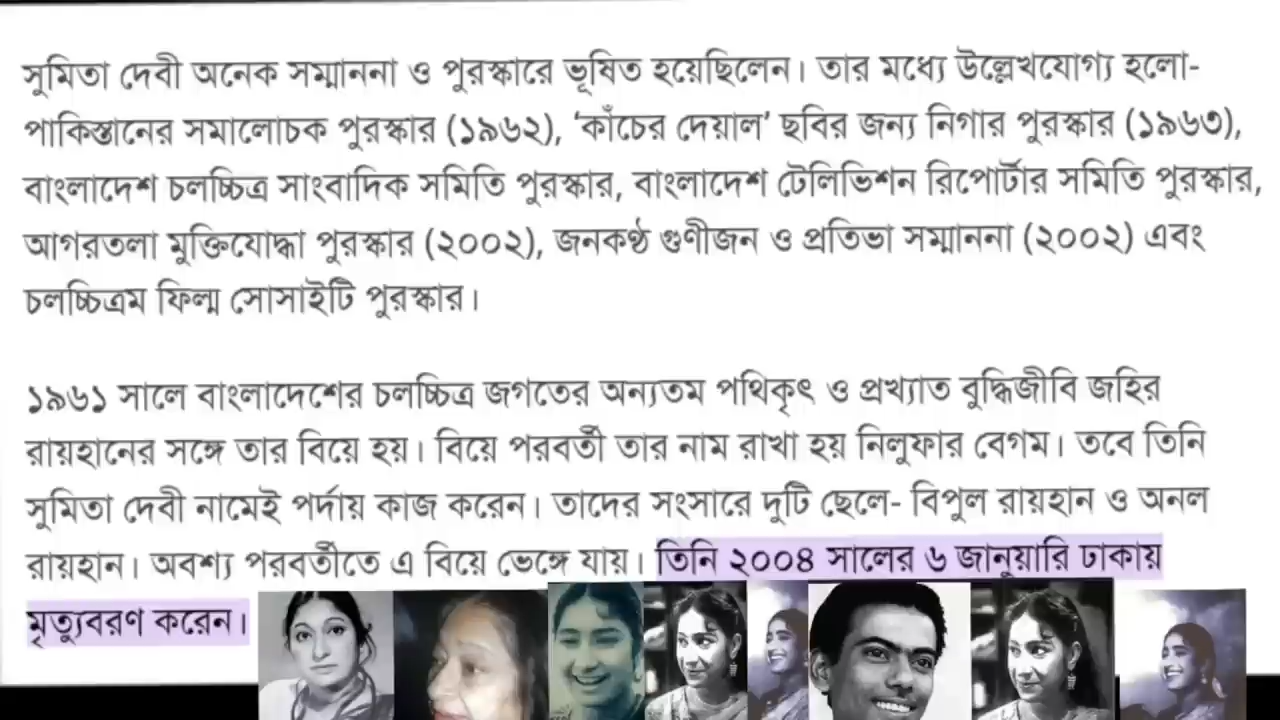 সুমিতা দেবী অনেক সম্মাননা ও পুরস্কারে ভূষিত হয়েছিলেন। তার মধ্যে উল্লেখযোগ্য হলো-
পাকিস্তানের সমালোচক পুরস্কার (১৯৬২), ‘কাঁচের দেয়াল’ ছবির জন্য নিগার পুরস্কার (১৯৬৩),
বাংলাদেশ চলচ্চিত্র সাংবাদিক সমিতি পুরস্কার, বাংলাদেশ টেলিভিশন রিপোর্টার সমিতি পুরস্কার,
আগরতলা মুক্তিযোদ্ধা পুরস্কার (২০০২), জনকণ্ঠ গুণীজন ও প্রতিভা সম্মাননা (২০০২) এবং
চলচ্চিত্রম ফিল্ম সোসাইটি পুরস্কার।
১৯৬১ সালে বাংলাদেশের চলচ্চিত্র জগতের অন্যতম পথিকৃৎ ও প্রখ্যাত বুদ্ধিজীবি জহির
রায়হানের সঙ্গে তার বিয়ে হয়। বিয়ে পরবর্তী তার নাম রাখা হয় নিলুফার বেগম। তবে তিনি
সুমিতা দেবী নামেই পর্দায় কাজ করেন। তাদের সংসারে দুটি ছেলে- বিপুল রায়হান ও অনল
রায়হান। অবশ্য পরবর্তীতে এ বিয়ে ভেঙ্গে যায়। তিনি ২০০৪ সালের ৬ জানুয়ারি ঢাকায়
মৃত্যুবরণ করেন।